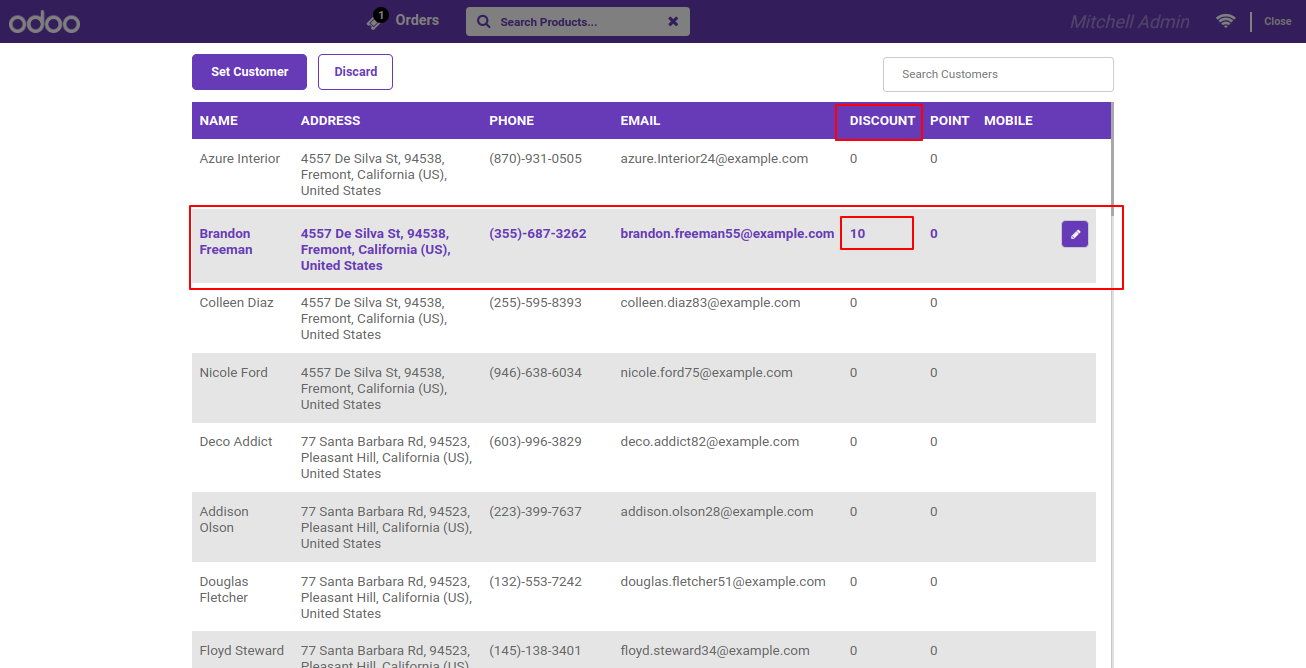 odoo
1
Orders
Search Products...
Mitchell Admin
Close
Set Customer
Discard
Search Customers
NAME ADDRESS PHONE EMAIL DISCOUNT POINT MOBILE
Azure Interior 4557 De Silva St, 94538, (870)-931-0505 azure.Interior24@example.com 0 0
Fremont, California (US),
United States
Brandon 4557 De Silva St, 94538, (355)-687-3262 brandon.freeman55@example.com 10 0
Freeman Fremont, California (US),
United States
Colleen Diaz 4557 De Silva St, 94538, (255)-595-8393 colleen.diaz83@example.com 0 0
Fremont, California (US),
United States
Nicole Ford 4557 De Silva St, 94538, (946)-638-6034 nicole.ford75@example.com 0 0
Fremont, California (US),
United States
Deco Addict 77 Santa Barbara Rd, 94523, (603)-996-3829 deco.addict82@example.com 0 0
Pleasant Hill, California (US),
United States
Addison 77 Santa Barbara Rd, 94523, (223)-399-7637 addison.olson28@example.com 0 0
Olson Pleasant Hill, California (US),
United States
Douglas 77 Santa Barbara Rd, 94523, (132)-553-7242 douglas.fletcher51@example.com 0 0
Fletcher Pleasant Hill, California (US),
United States
Floyd Steward 77 Santa Barbara Rd, 94523, (145)-138-3401 floyd.steward34@example.com 0 0
Pleasant Hill, California (US),